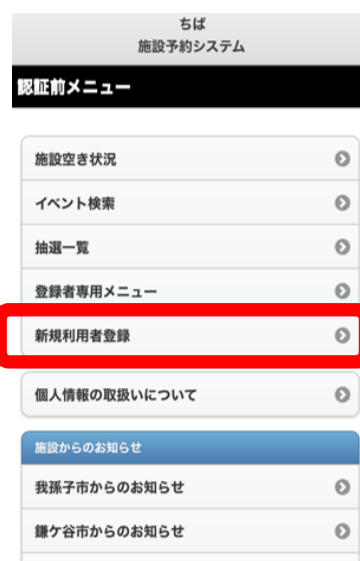 ちば
施設予約システム
認証前メニュー
施設空き状況
イベント検索
抽選一覧
登録者専用メニュー
新規利用者登録
個人情報の取扱いについて
施設からのお知らせ
我孫子市からのお知らせ
鎌ケ谷市からのお知らせ